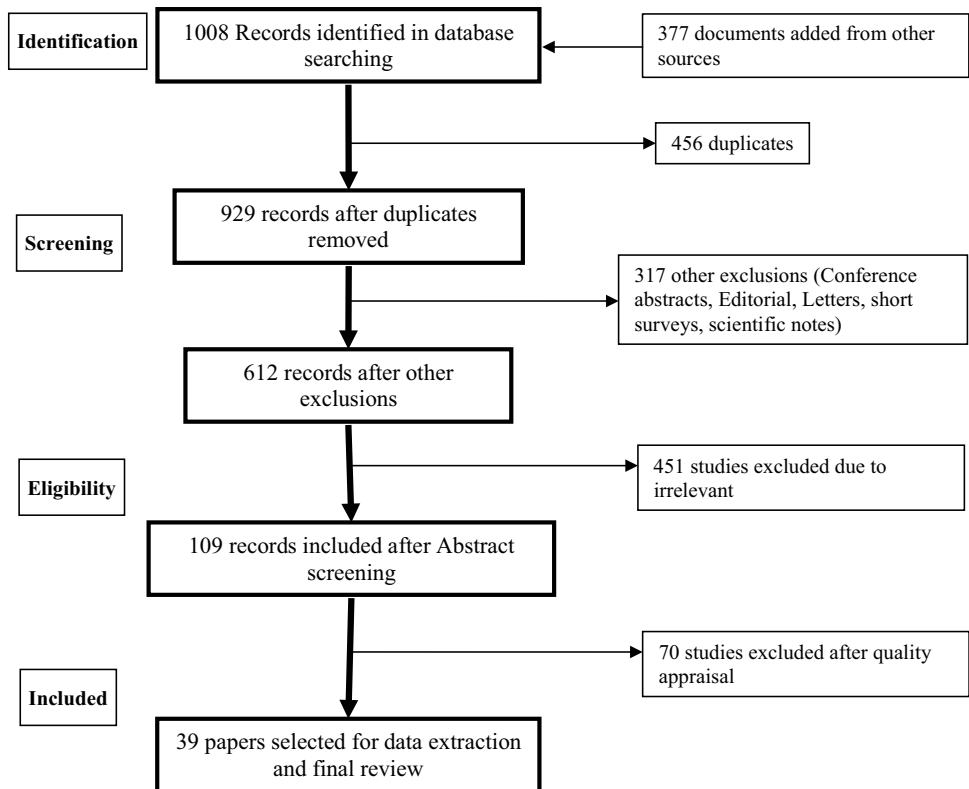 Identification
1008 Records identified in database
searching
377 documents added from other
sources
456 duplicates
929 records after duplicates
removed
Screening
317 other exclusions (Conference
abstracts, Editorial, Letters, short
surveys, scientific notes)
612 records after other
exclusions
451 studies excluded due to
irrelevant
Eligibility
109 records included after Abstract
screening
70 studies excluded after quality
appraisal
Included
39 papers selected for data extraction
and final review